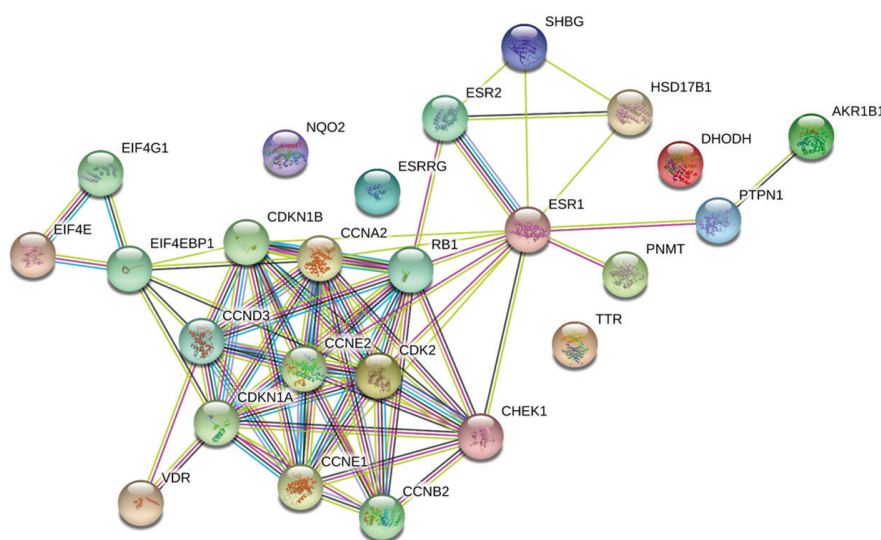 SHBG
HSD17B1
ESR2
AKR1B1
NQO2
DHODH
EIF4G1
ESRRG
PTPN1
ESR1
EIF4E
CDKN1B
CCNA2
RB1
EIF4EBP1
PNMT
CCND3
CCNE2
CDK2
TTR
CDKN1A
CHEK1
CCNE1
VDR
CCNB2